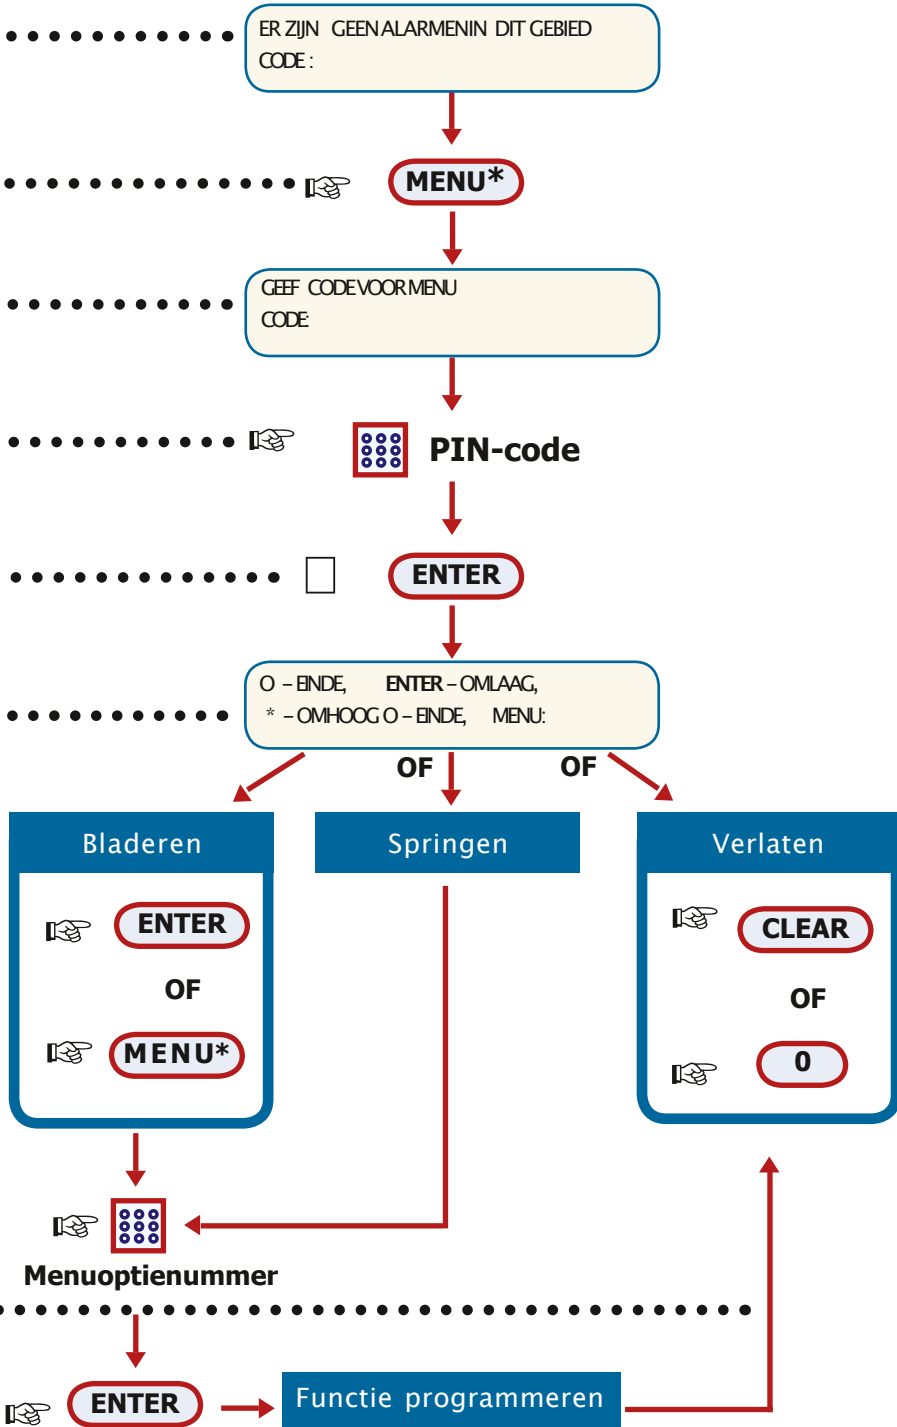 ER ZIJN GEEN ALARMEN IN DIT GEBIED
CODE :
MENU*
GEEF CODE VOOR MENU
CODE:
PIN-code
ENTER
O – EINDE, ENTER – OMLAAG,
* – OMHOOG O – EINDE, MENU:
OF OF
Bladeren Springen Verlaten
ENTER CLEAR
OF OF
MENU* 0
Menuoptienummer
ENTER Functie programmeren